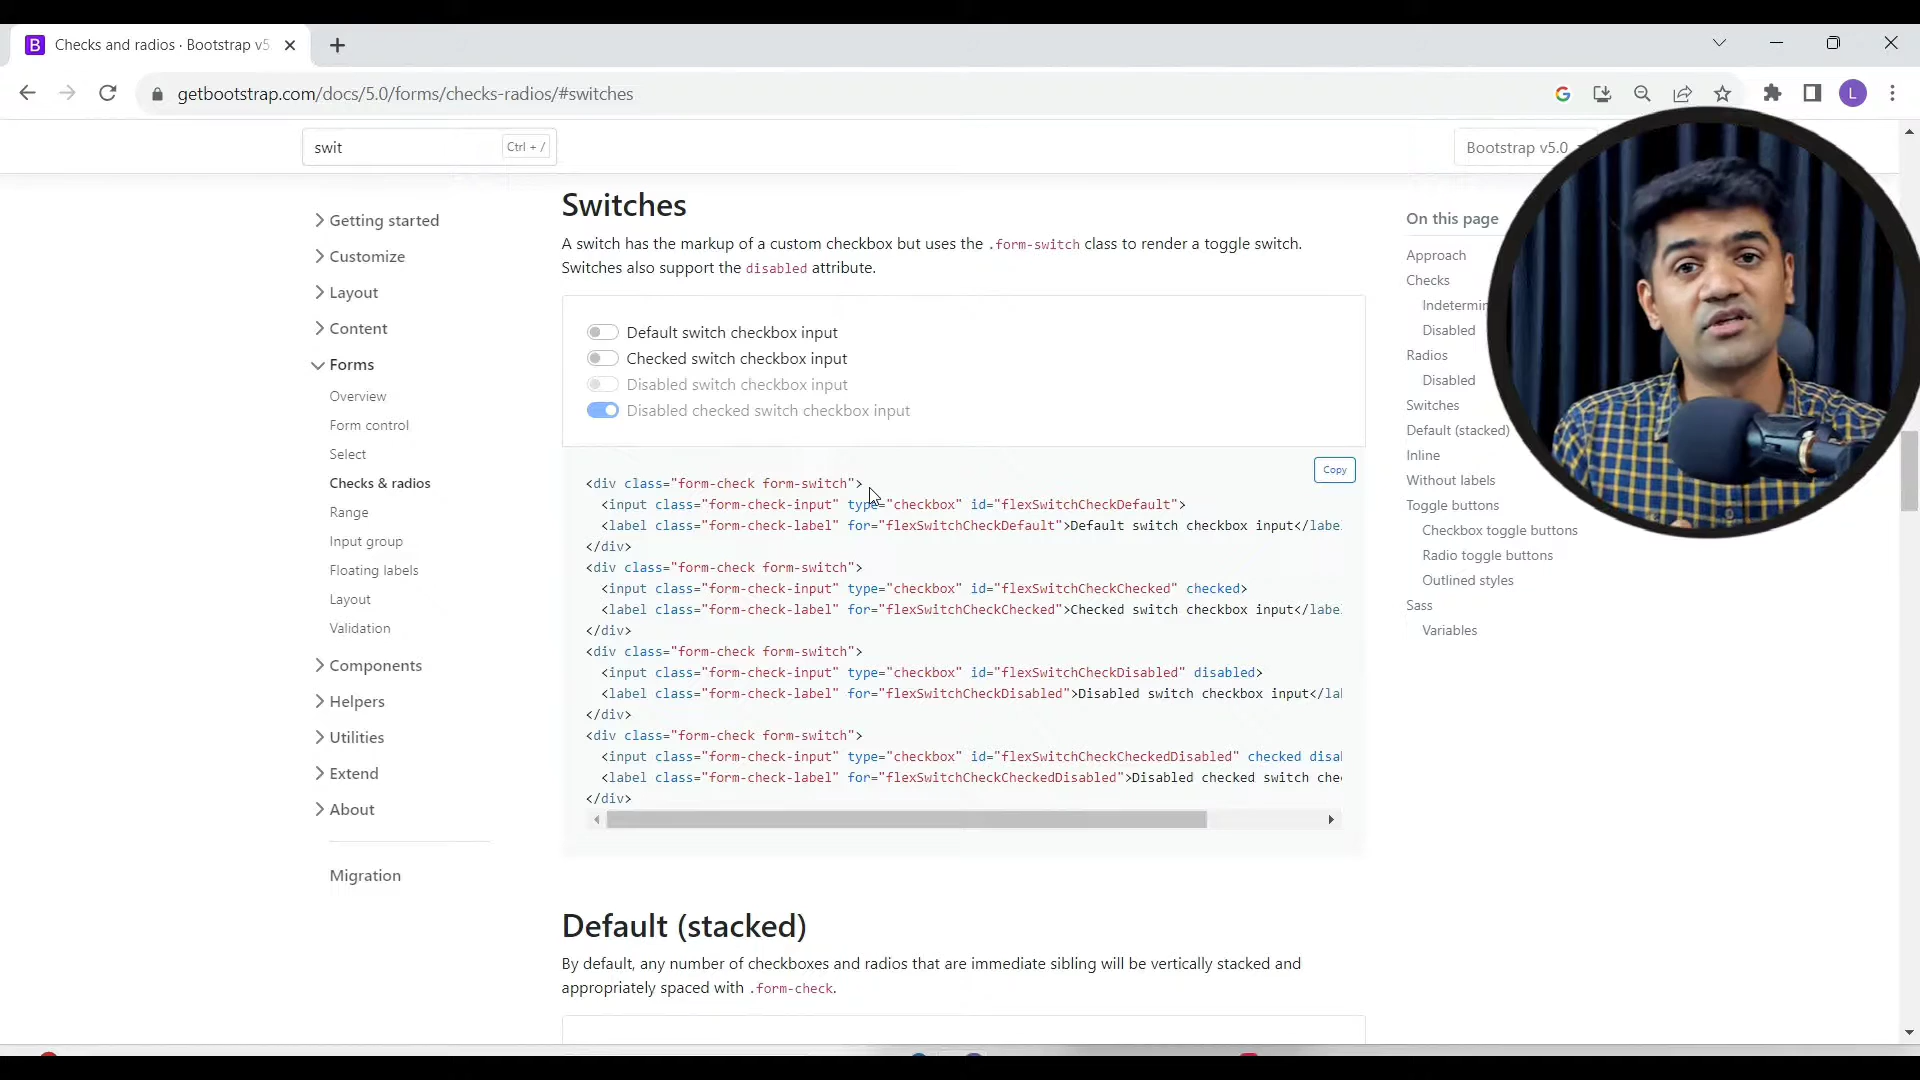 Checks and radios · Bootstrap v5.
getbootstrap.com/docs/5.0/forms/checks-radios/#switches
L
swit
Ctrl + /
Bootstrap v5.0
Getting started
Customize
Layout
Content
Forms
Overview
Form control
Select
Checks & radios
Range
Input group
Floating labels
Layout
Validation
Components
Helpers
Utilities
Extend
About
Migration
Switches
A switch has the markup of a custom checkbox but uses the .form-switch class to render a toggle switch.
Switches also support the disabled attribute.
Default switch checkbox input
Checked switch checkbox input
Disabled switch checkbox input
Disabled checked switch checkbox input
Copy
<div class="form-check form-switch">
<input class="form-check-input" type="checkbox" id="flexSwitchCheckDefault">
<label class="form-check-label" for="flexSwitchCheckDefault">Default switch checkbox input</labe
</div>
<div class="form-check form-switch">
<input class="form-check-input" type="checkbox" id="flexSwitchCheckChecked" checked>
<label class="form-check-label" for="flexSwitchCheckChecked">Checked switch checkbox input</labe
</div>
<div class="form-check form-switch">
<input class="form-check-input" type="checkbox" id="flexSwitchCheckDisabled" disabled>
<label class="form-check-label" for="flexSwitchCheckDisabled">Disabled switch checkbox input</la
</div>
<div class="form-check form-switch">
<input class="form-check-input" type="checkbox" id="flexSwitchCheckCheckedDisabled" checked disa
<label class="form-check-label" for="flexSwitchCheckCheckedDisabled">Disabled checked switch che
</div>
Default (stacked)
By default, any number of checkboxes and radios that are immediate sibling will be vertically stacked and
appropriately spaced with .form-check.
On this page
Approach
Checks
Indetermin
Disabled
Radios
Disabled
Switches
Default (stacked)
Inline
Without labels
Toggle buttons
Checkbox toggle buttons
Radio toggle buttons
Outlined styles
Sass
Variables